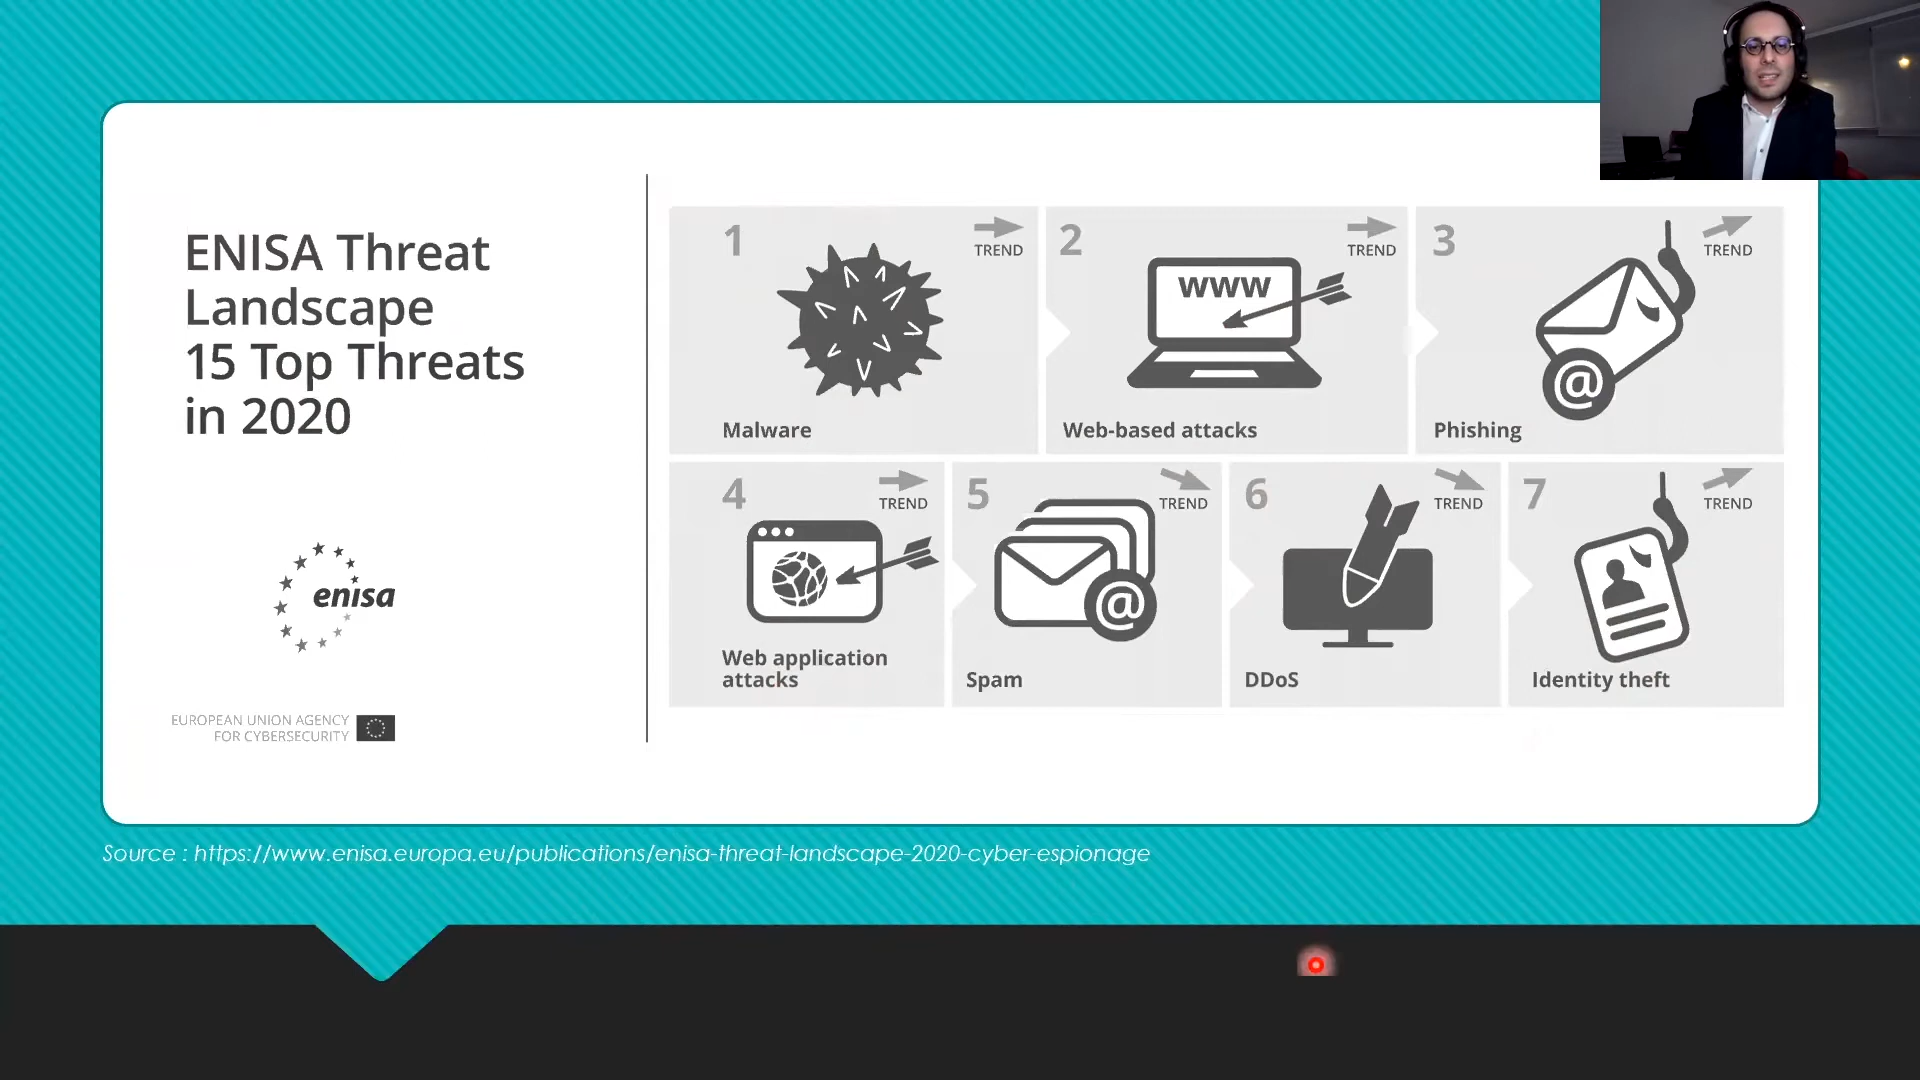 ENISA Threat
Landscape
15 Top Threats
in 2020
enisa
EUROPEAN UNION AGENCY
FOR CYBERSECURITY
1
TREND
Malware
2
TREND
WWW
Web-based attacks
3
TREND
@
Phishing
4
TREND
Web application
attacks
5
TREND
@
Spam
6
TREND
DDoS
7
TREND
Identity theft
Source : https://www.enisa.europa.eu/publications/enisa-threat-landscape-2020-cyber-espionage